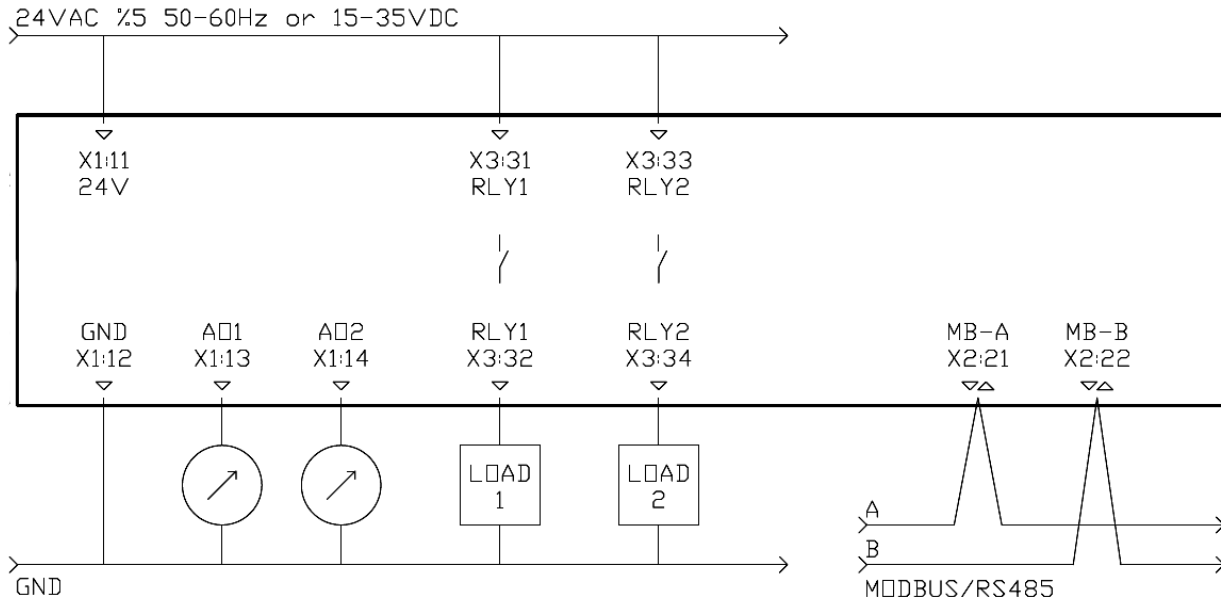 24VAC %5 50-60Hz or 15-35VDC
X1:11 X3:31 X3:33
24V RLY1 RLY2
GND AO1 AO2 RLY1 RLY2 MB-A MB-B
X1:12 X1:13 X1:14 X3:32 X3:34 X2:21 X2:22
LOAD LOAD
1 2
A
B
GND MODBUS/RS485